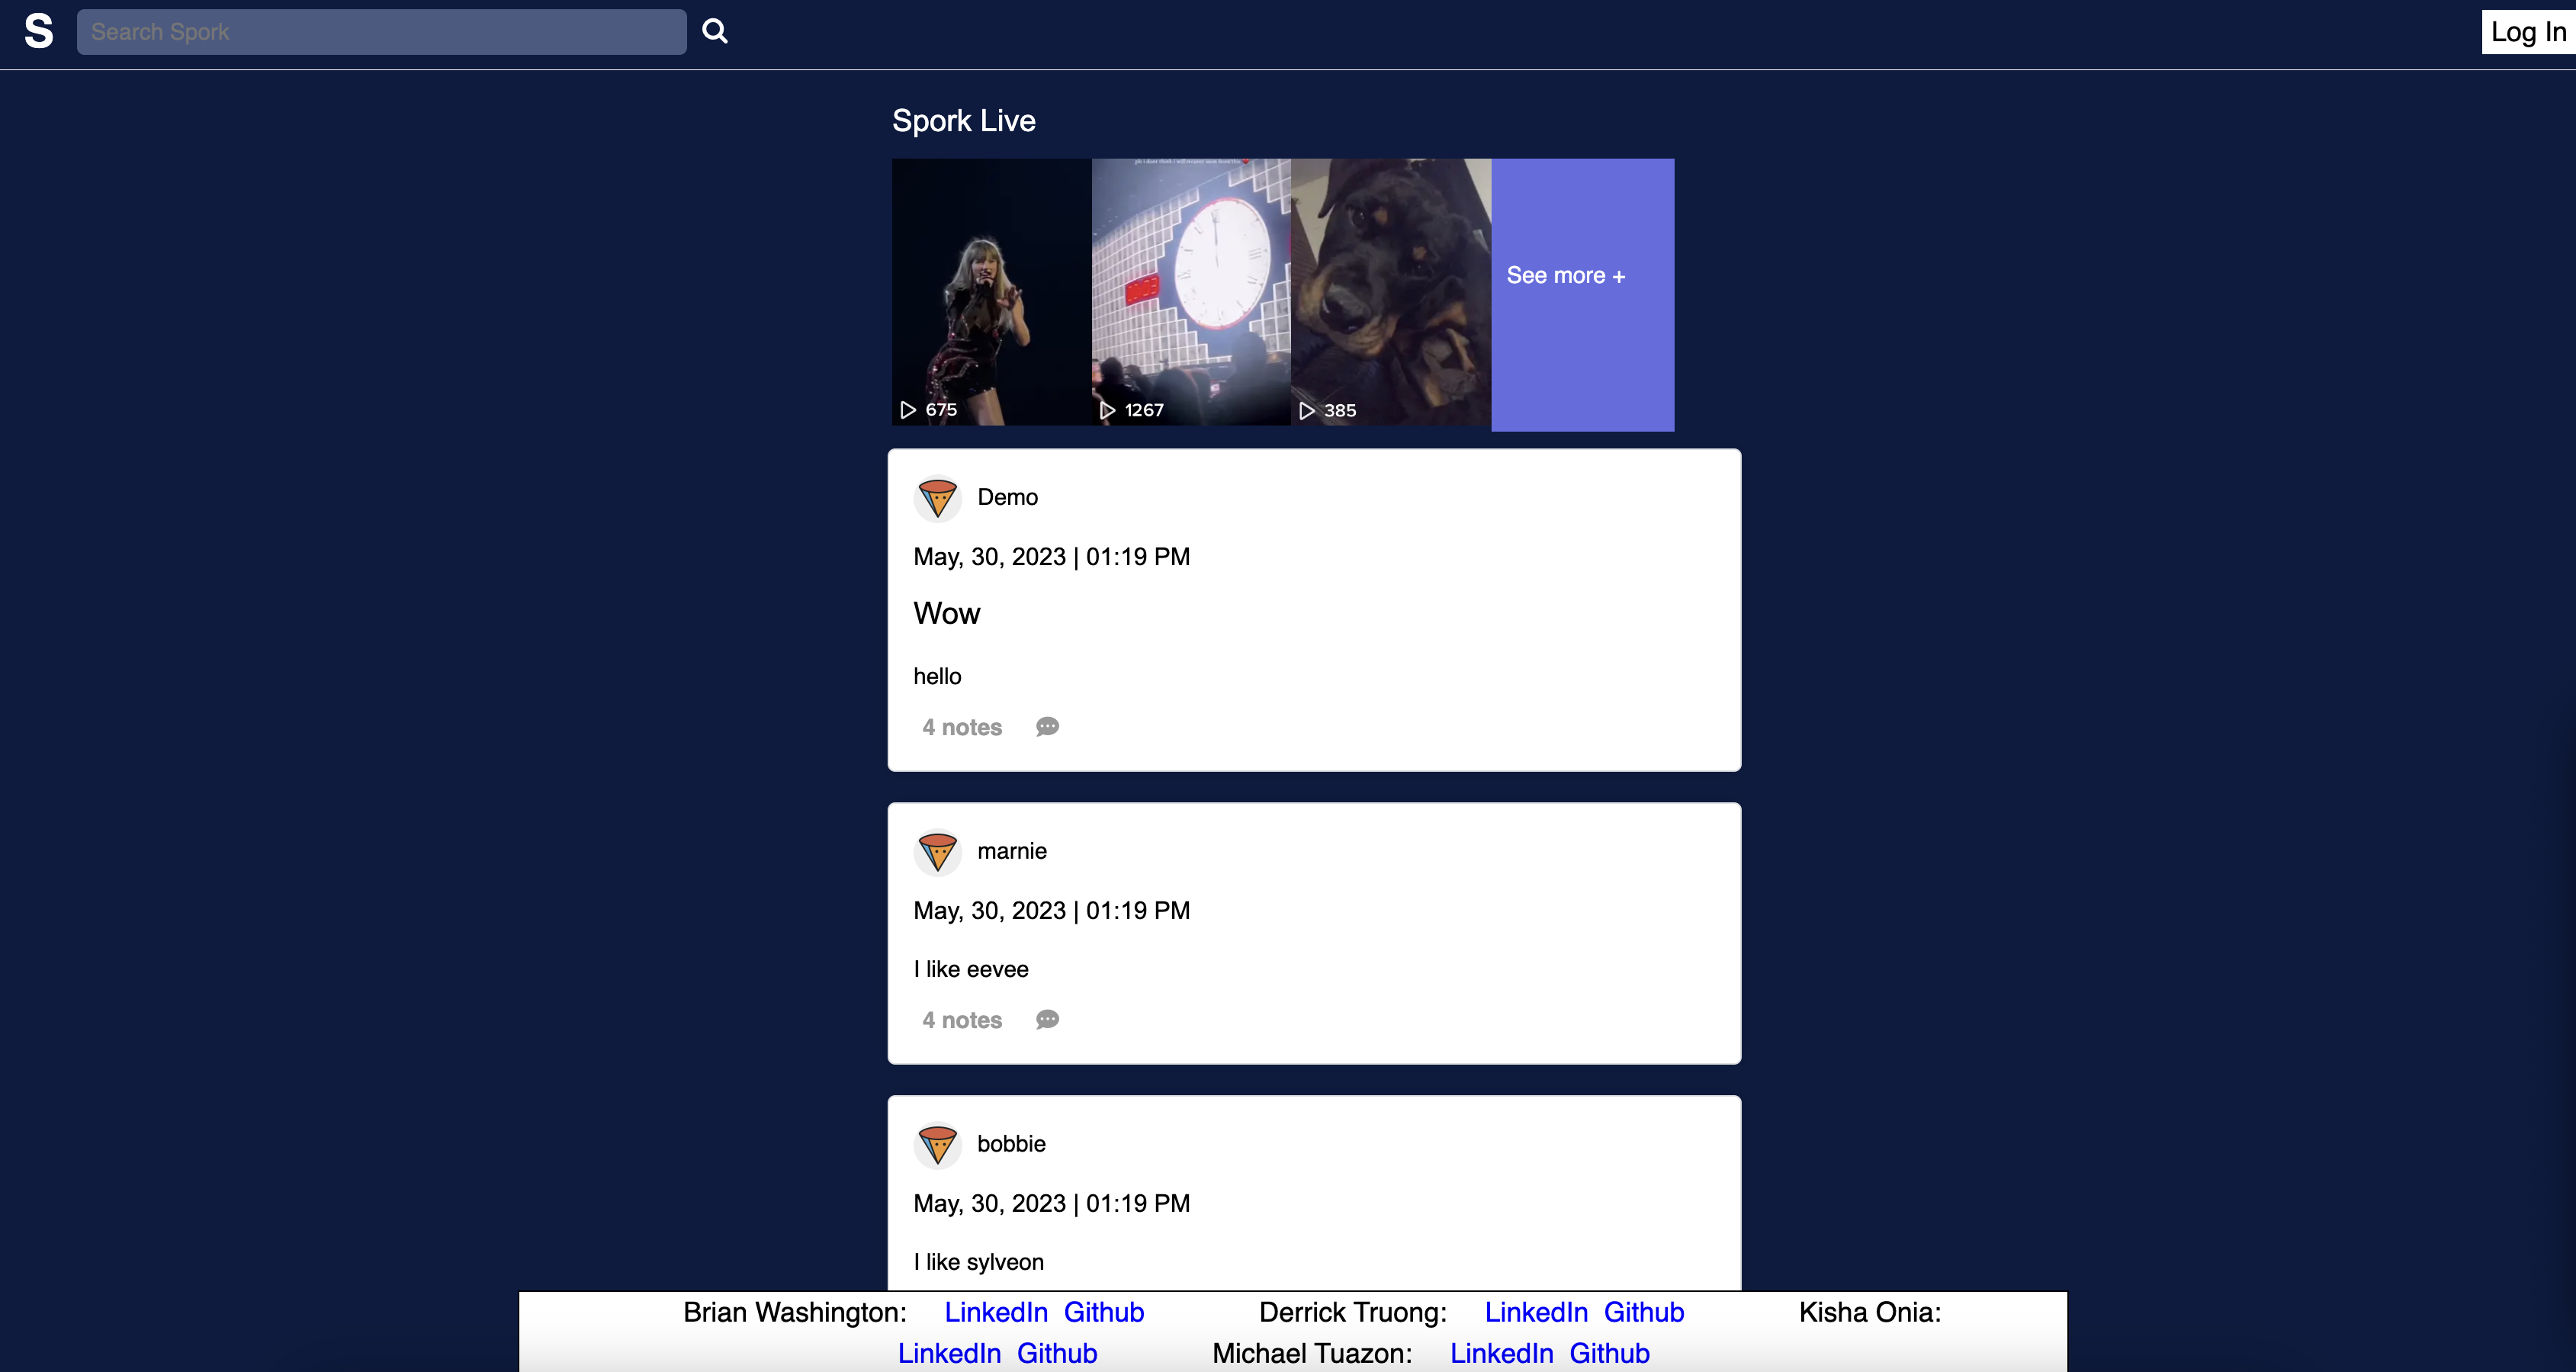 S Search Spork Log In
Spork Live
675 1267 385 See more +
Demo
May, 30, 2023 | 01:19 PM
Wow
hello
4 notes
marnie
May, 30, 2023 | 01:19 PM
I like eevee
4 notes
bobbie
May, 30, 2023 | 01:19 PM
I like sylveon
Brian Washington: LinkedIn Github Derrick Truong: LinkedIn Github Kisha Onia:
LinkedIn Github Michael Tuazon: LinkedIn Github